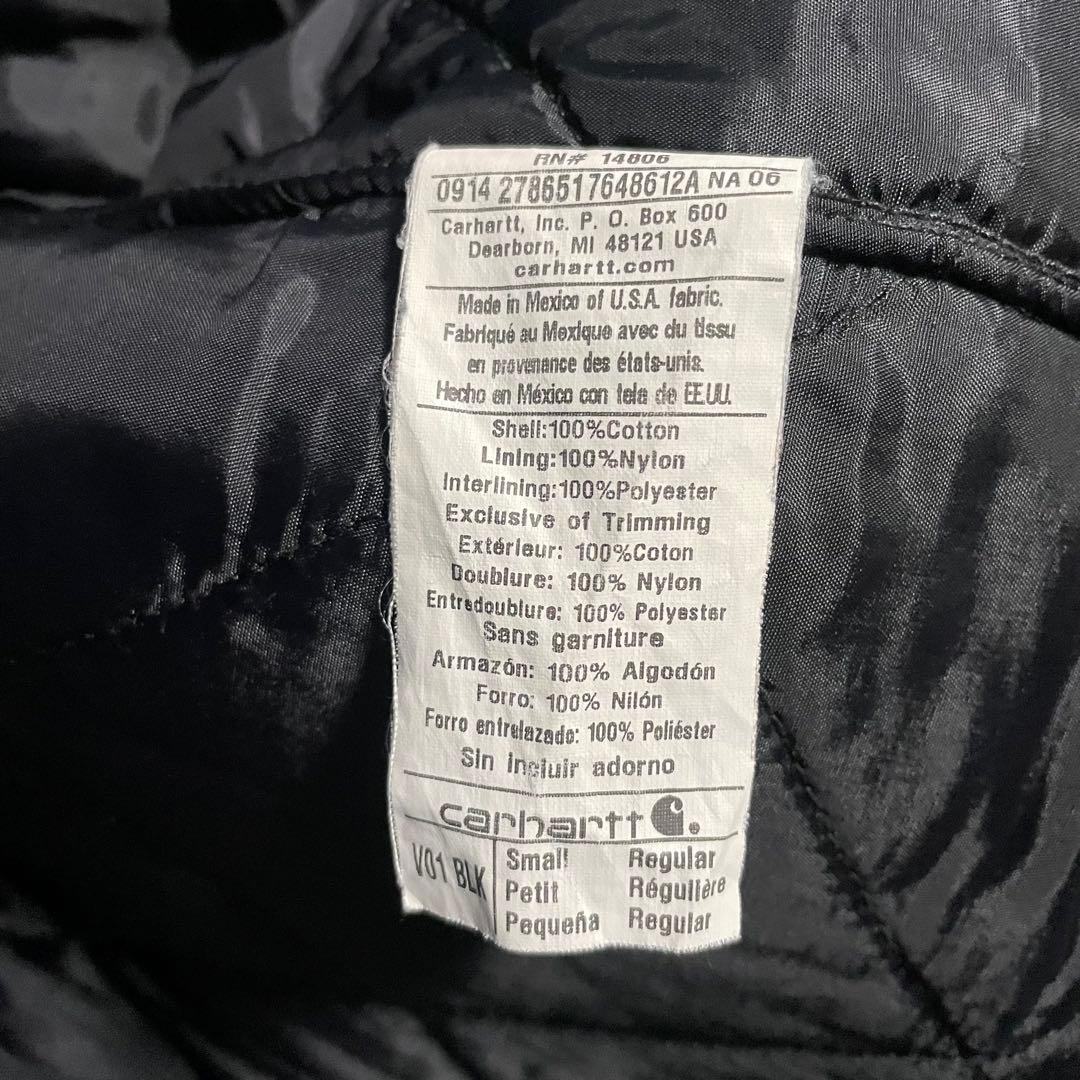 RN# 14806
0914 2786517648612A NA 06
Carhartt, Inc. P. O. Box 600
Dearborn, MI 48121 USA
carhartt.com
Made in Mexico of U.S.A. fabric.
Fabriqué au Mexique avec du tissu
en provenance des états-unis.
Hecho en México con tela de EE.UU.
Shell:100%Cotton
Lining:100%Nylon
Interlining:100%Polyester
Exclusive of Trimming
Extérieur: 100%Coton
Doublure: 100% Nylon
Entredoublure: 100% Polyester
Sans garniture
Armazón: 100% Algodón
Forro: 100% Nilón
Forro entrelazado: 100% Poliéster
Sin incluir adorno
carhartt
V01 BLK
Small Regular
Petit Régulière
Pequeña Regular